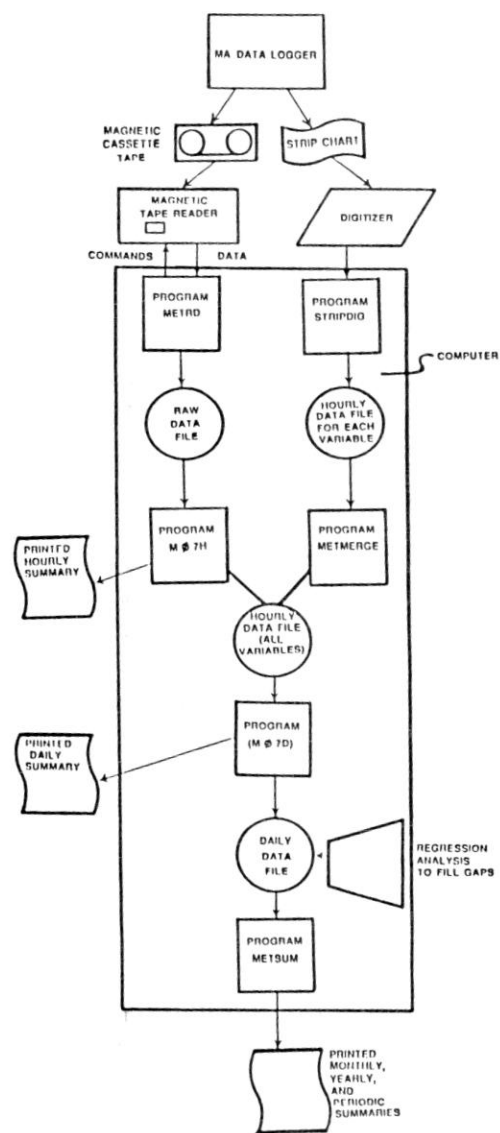 MA DATA LOGGER
MAGNETIC
CASSETTE
TAPE
STRIP CHART
MAGNETIC
TAPE READER
DIGITIZER
COMMANDS
DATA
PROGRAM
METRD
PROGRAM
STRIPDIG
COMPUTER
RAW
DATA
FILE
HOURLY
DATA FILE
FOR EACH
VARIABLE
PROGRAM
M Ø 7H
PROGRAM
METMERGE
PRINTED
HOURLY
SUMMARY
HOURLY
DATA FILE
(ALL
VARIABLES)
PROGRAM
(M Ø 7D)
PRINTED
DAILY
SUMMARY
DAILY
DATA
FILE
REGRESSION
ANALYSIS
TO FILL GAPS
PROGRAM
METSUM
PRINTED
MONTHLY,
YEARLY,
AND
PERIODIC
SUMMARIES